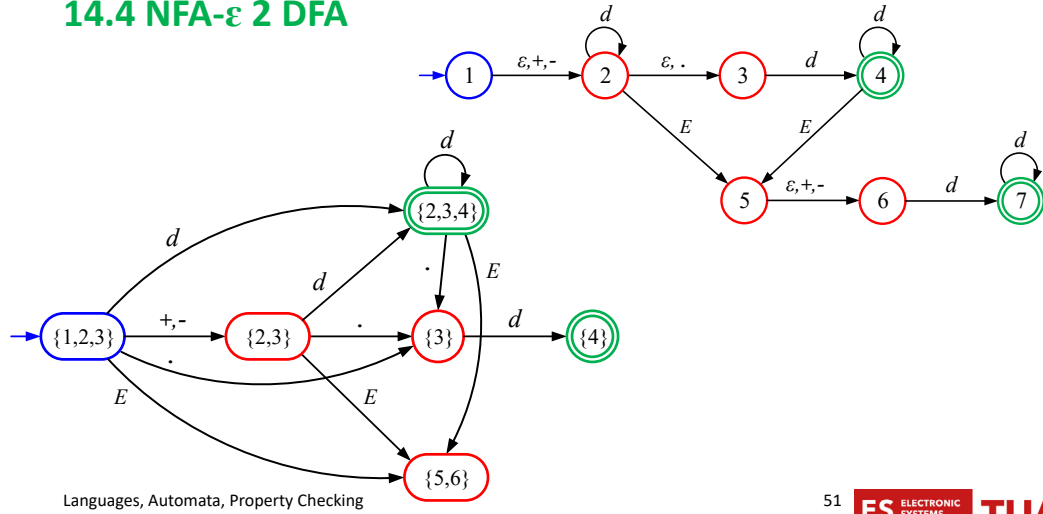 14.4 NFA-ε 2 DFA
d
d
1
ε,+,-
2
ε, .
3
d
4
E
E
d
5
ε,+,-
6
d
7
d
{2,3,4}
d
d
.
E
{1,2,3}
+,-
{2,3}
.
{3}
d
{4}
.
E
E
{5,6}
Languages, Automata, Property Checking
51
ES ELECTRONIC